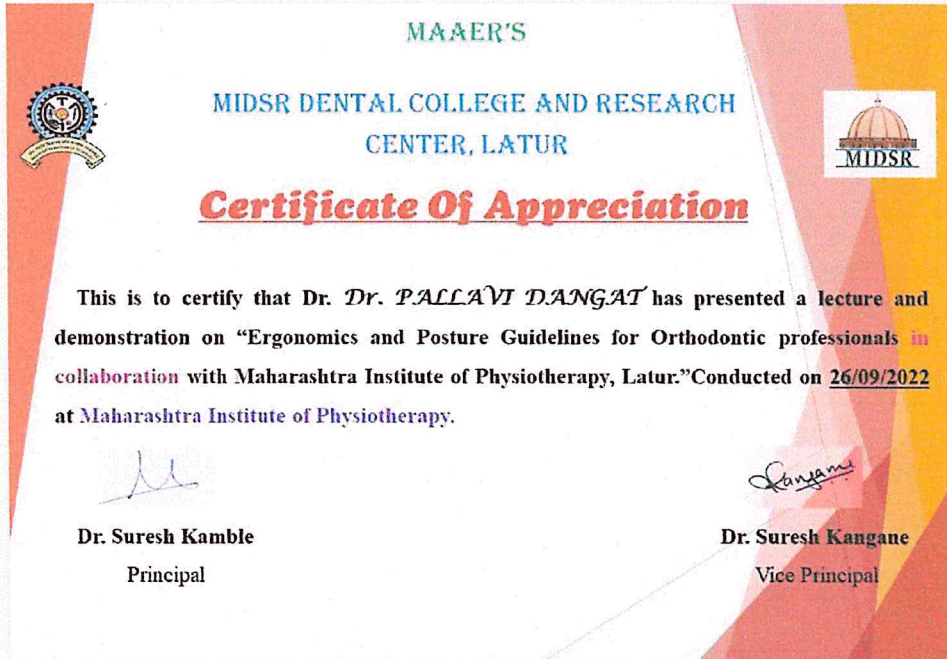 MAAER'S
MIDSR DENTAL COLLEGE AND RESEARCH
CENTER, LATUR
MIDSR
Certificate Of Appreciation
This is to certify that Dr. Dr. PALLAVI DANGAT has presented a lecture and
demonstration on “Ergonomics and Posture Guidelines for Orthodontic professionals in
collaboration with Maharashtra Institute of Physiotherapy, Latur.”Conducted on 26/09/2022
at Maharashtra Institute of Physiotherapy.
Kangane
Dr. Suresh Kamble
Dr. Suresh Kangane
Principal
Vice Principal